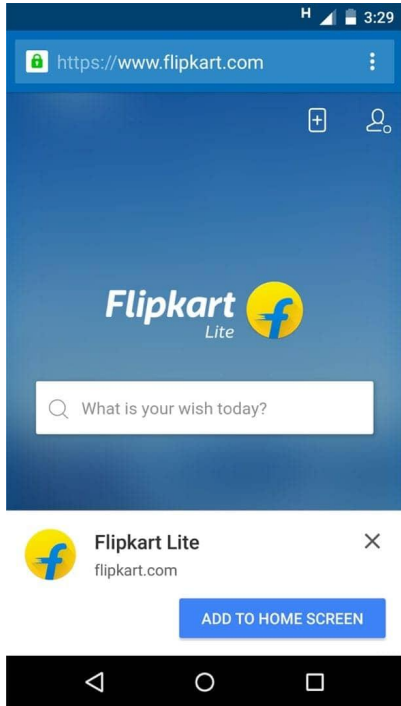 H 3:29
https://www.flipkart.com
Flipkart
Lite
What is your wish today?
Flipkart Lite
flipkart.com
ADD TO HOME SCREEN